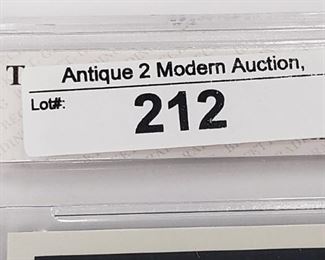 T
Antique 2 Modern Auction,
Lot#:
212